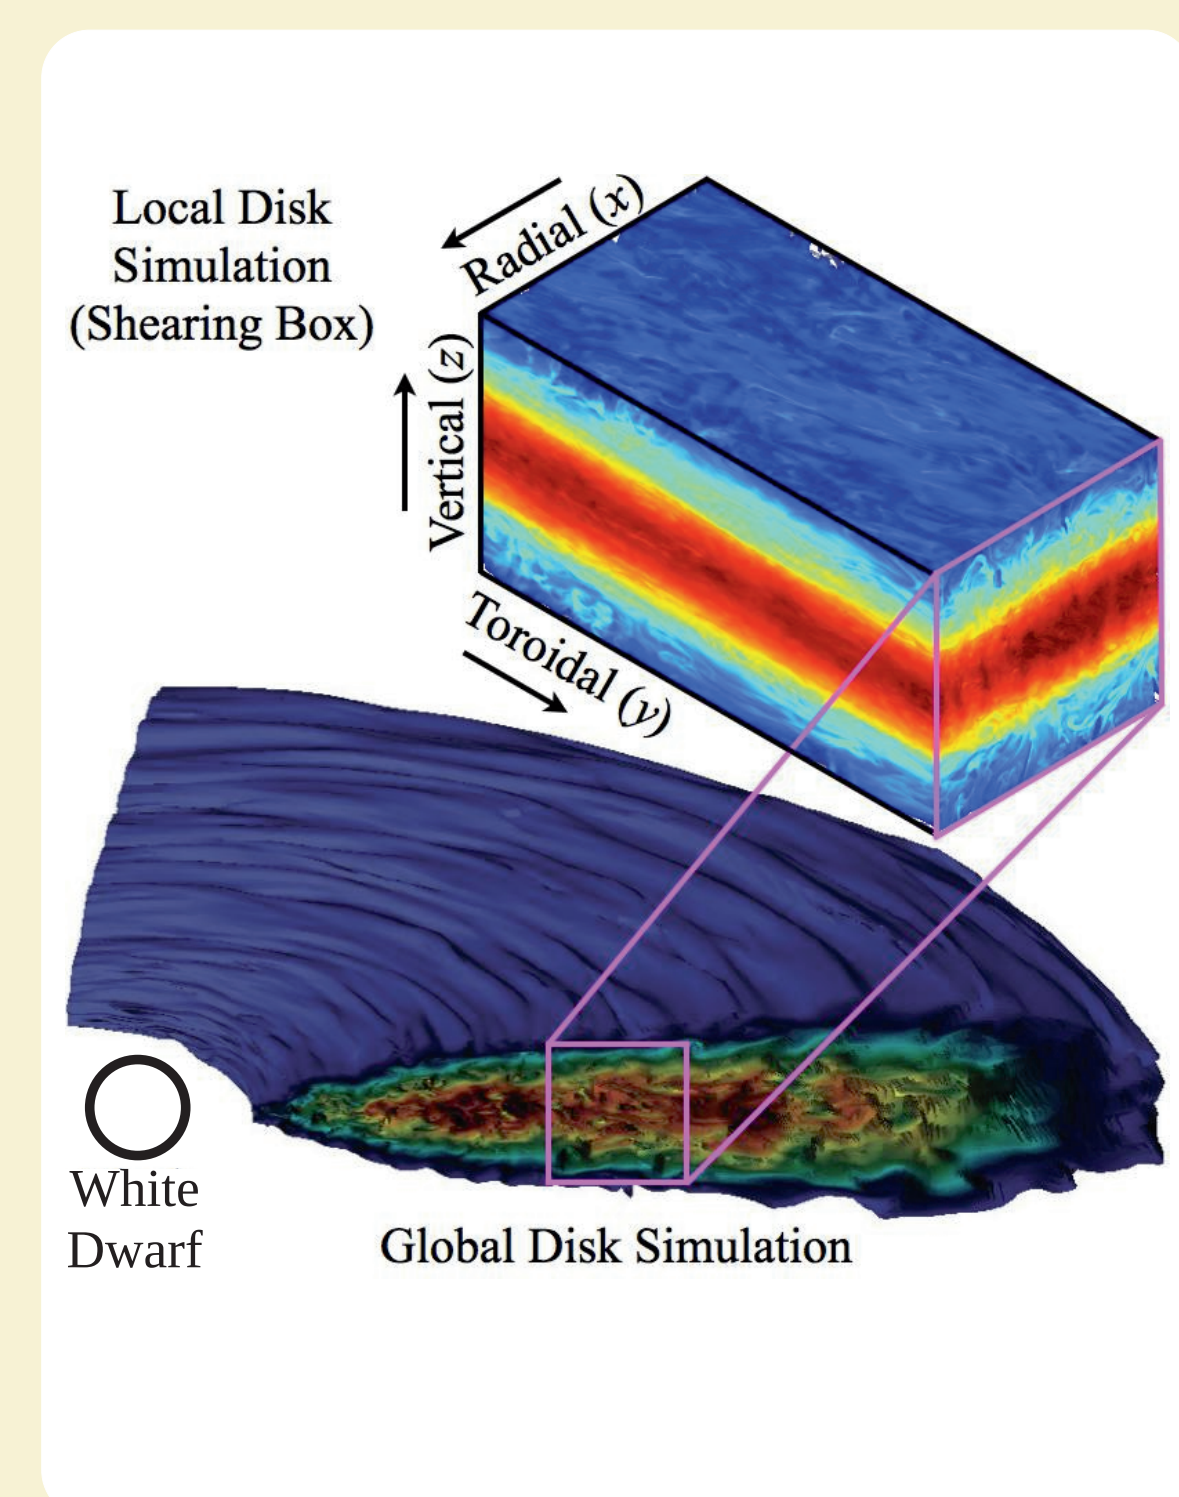 Local Disk
Simulation
(Shearing Box)
Radial (x)
Vertical (z)
Toroidal (y)
White
Dwarf
Global Disk Simulation